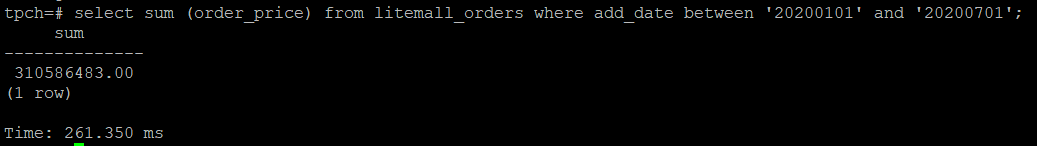 tpch=# select sum (order_price) from litemall_orders where add_date between '20200101' and '20200701';
sum
--------------
310586483.00
(1 row)
Time: 261.350 ms